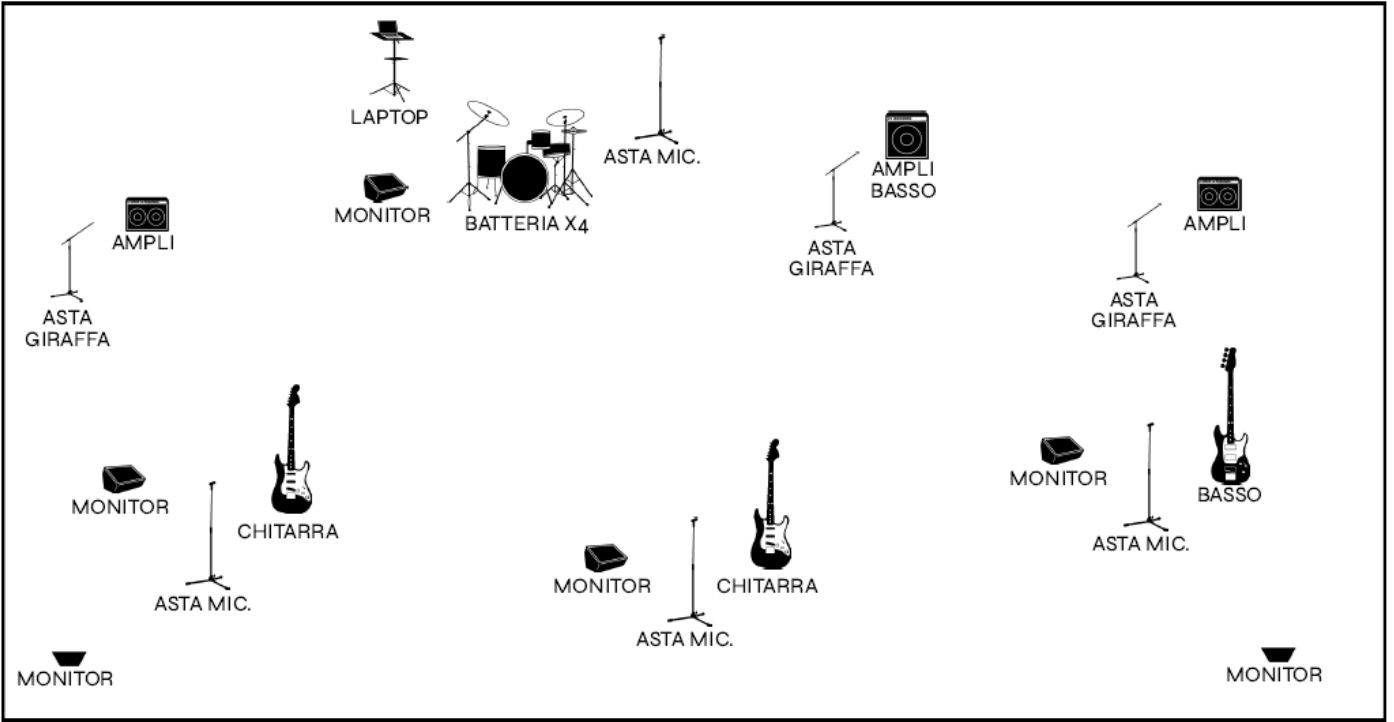 LAPTOP
ASTA MIC.
AMPLI
BASSO
MONITOR
BATTERIA X4
AMPLI
AMPLI
ASTA
GIRAFFA
ASTA
GIRAFFA
ASTA
GIRAFFA
MONITOR
BASSO
MONITOR
CHITARRA
ASTA MIC.
MONITOR
CHITARRA
ASTA MIC.
ASTA MIC.
MONITOR
MONITOR